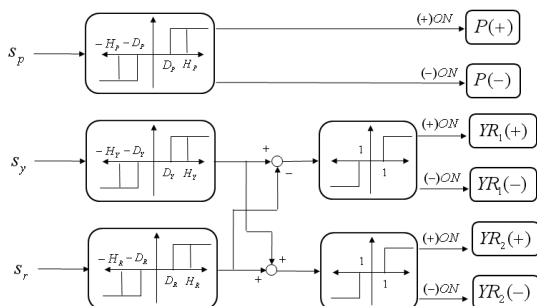 (+)ON
P(+)
−H_P −D_P
s_p
D_P H_P
(−)ON
P(−)
(+)ON
YR_1(+)
−H_Y −D_Y
+
1
s_y
−
1
D_Y H_Y
(−)ON
YR_1(−)
(+)ON
YR_2(+)
−H_R −D_R
+
1
s_r
+
1
D_R H_R
(−)ON
YR_2(−)